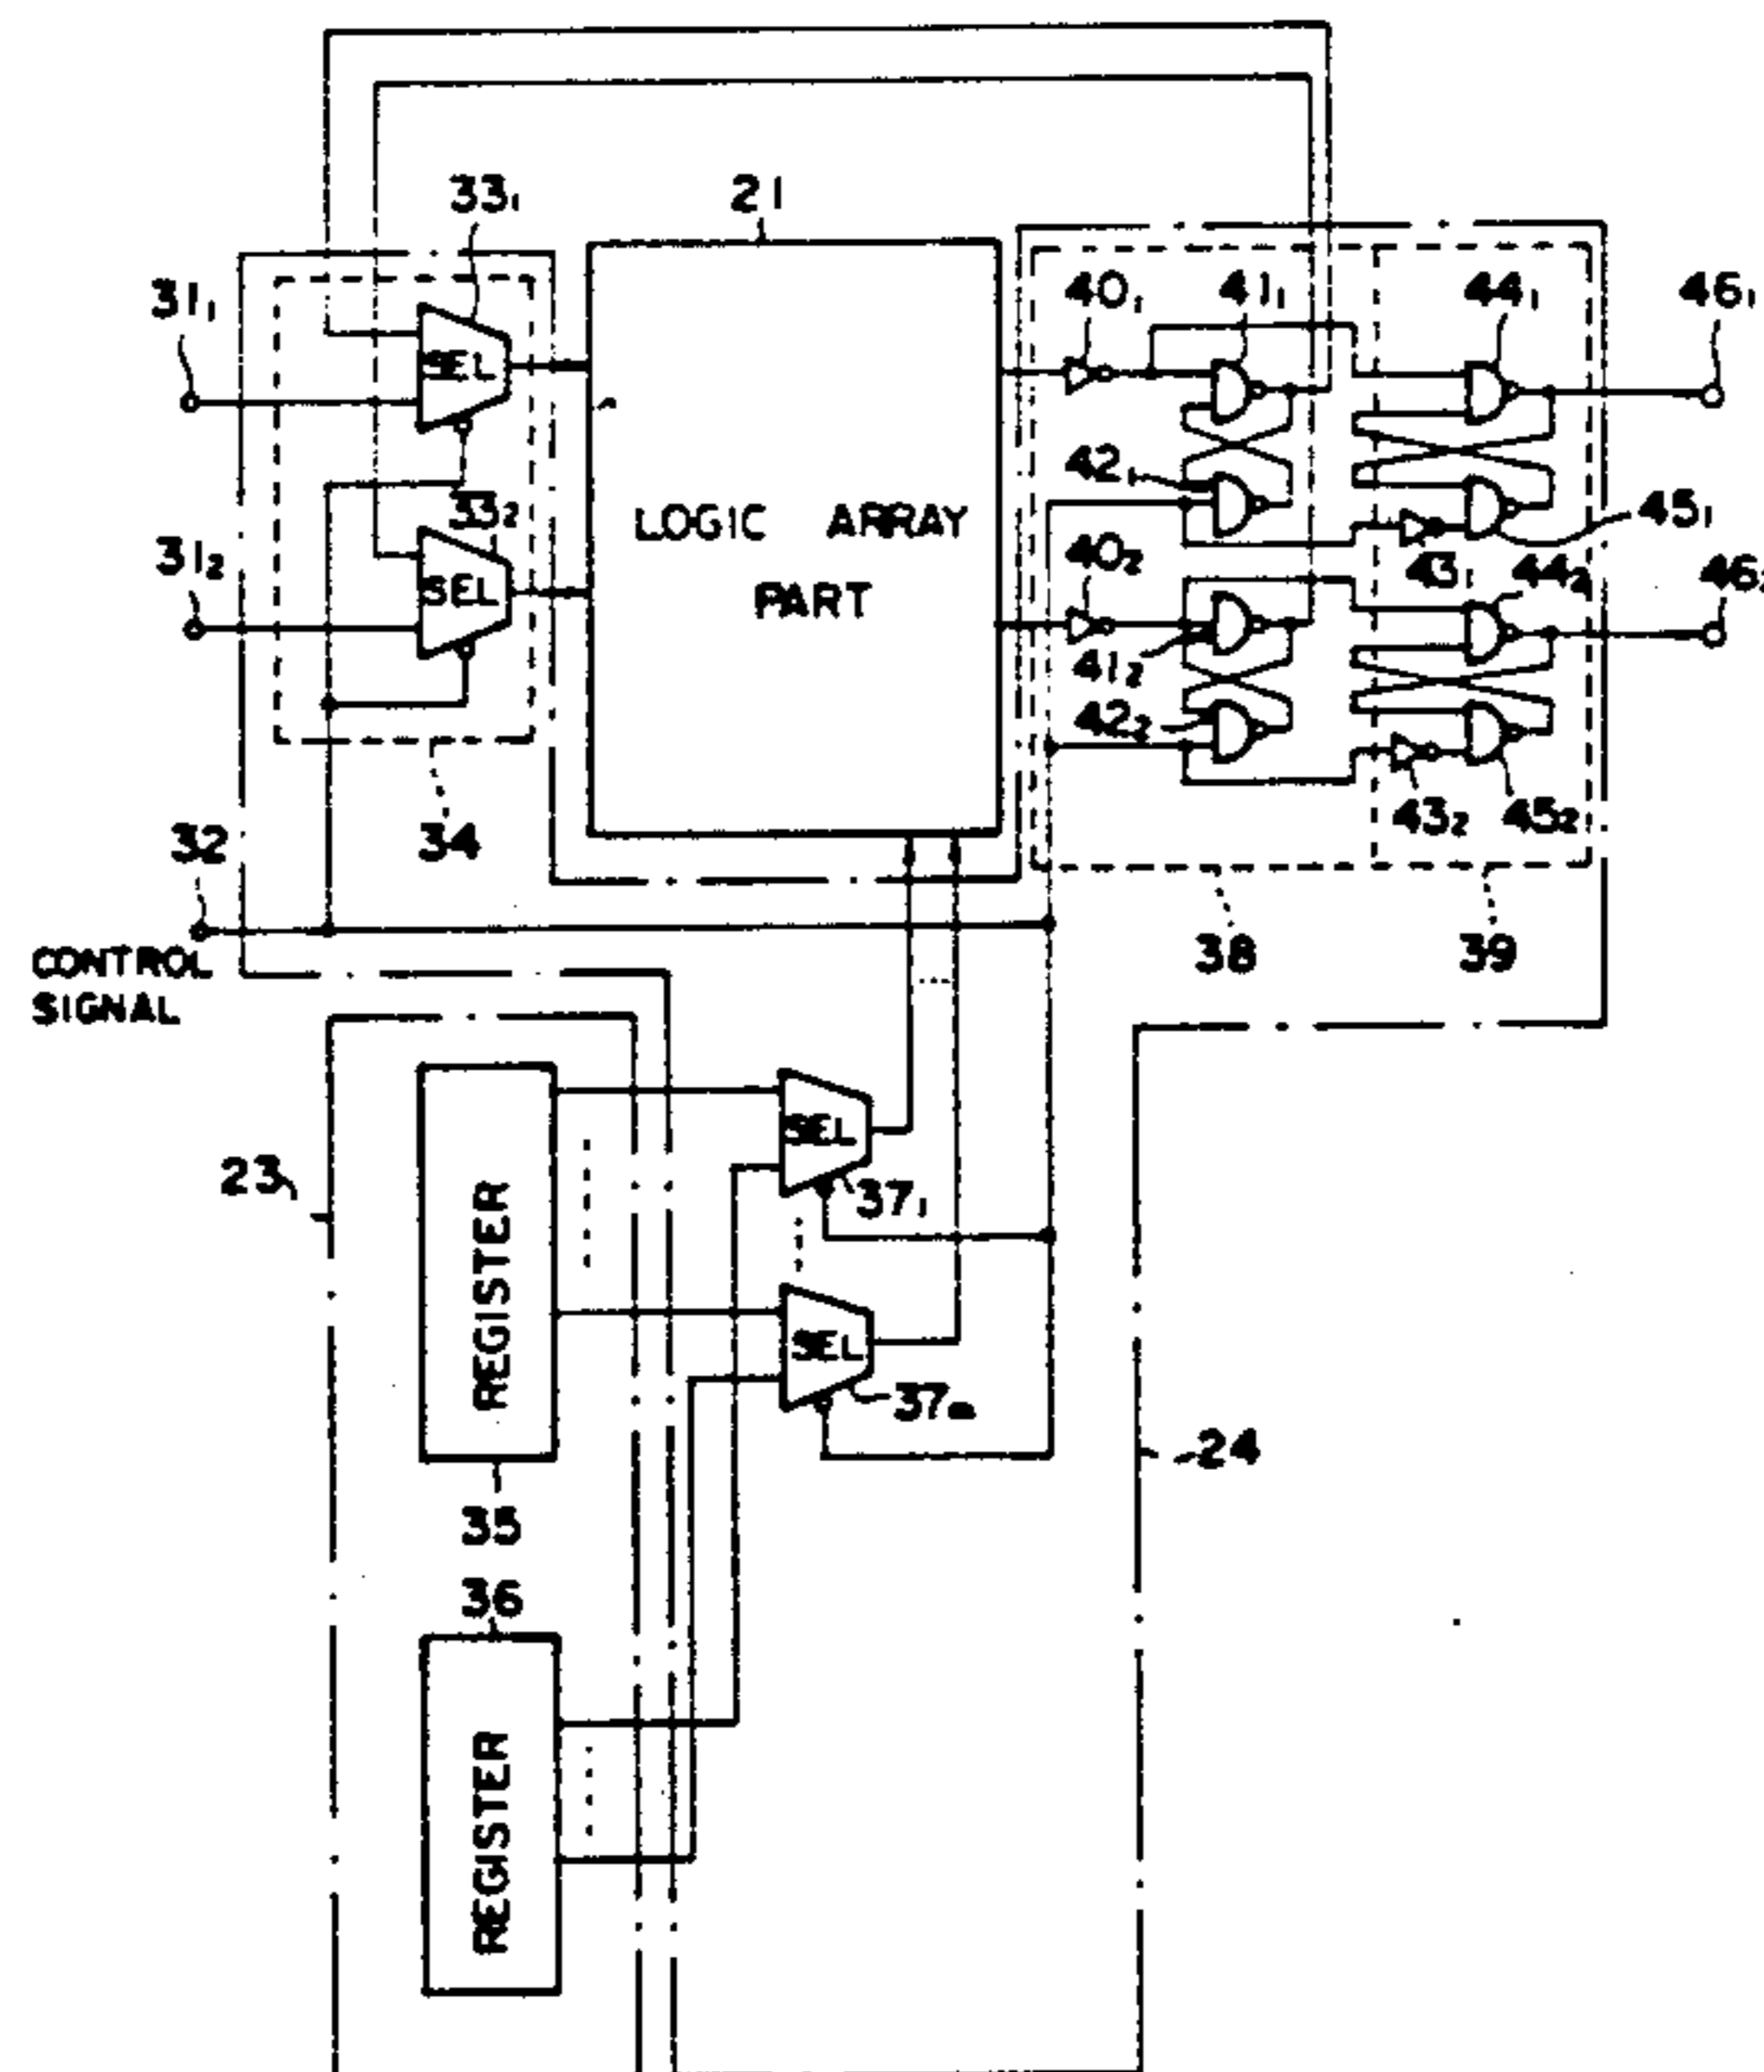 33₁
21
31₁
40₁
41₁
44₁
46₁
SEL
42₁
33₂
LOGIC ARRAY
PART
45₁
31₂
40₂
43₁
44₂
46₂
SEL
41₂
42₂
34
43₂
45₂
32
CONTROL
SIGNAL
38
39
SEL
23
37₁
REGISTER
SEL
37ₘ
24
35
36
REGISTER